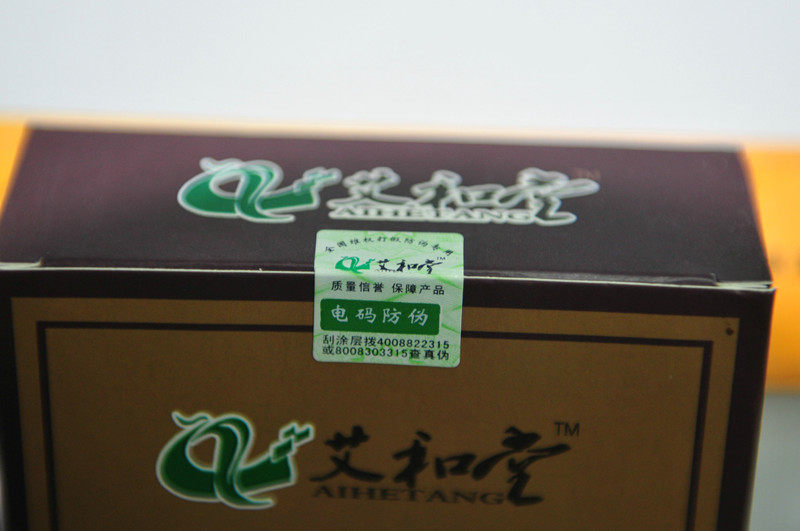 艾和堂 TM
AIHETANG
全国维权打假防伪专用
艾和堂 TM
质量信誉 保障产品
电码防伪
刮涂层拨4008822315
或8008303315查真伪
艾和堂 TM
AIHETANG